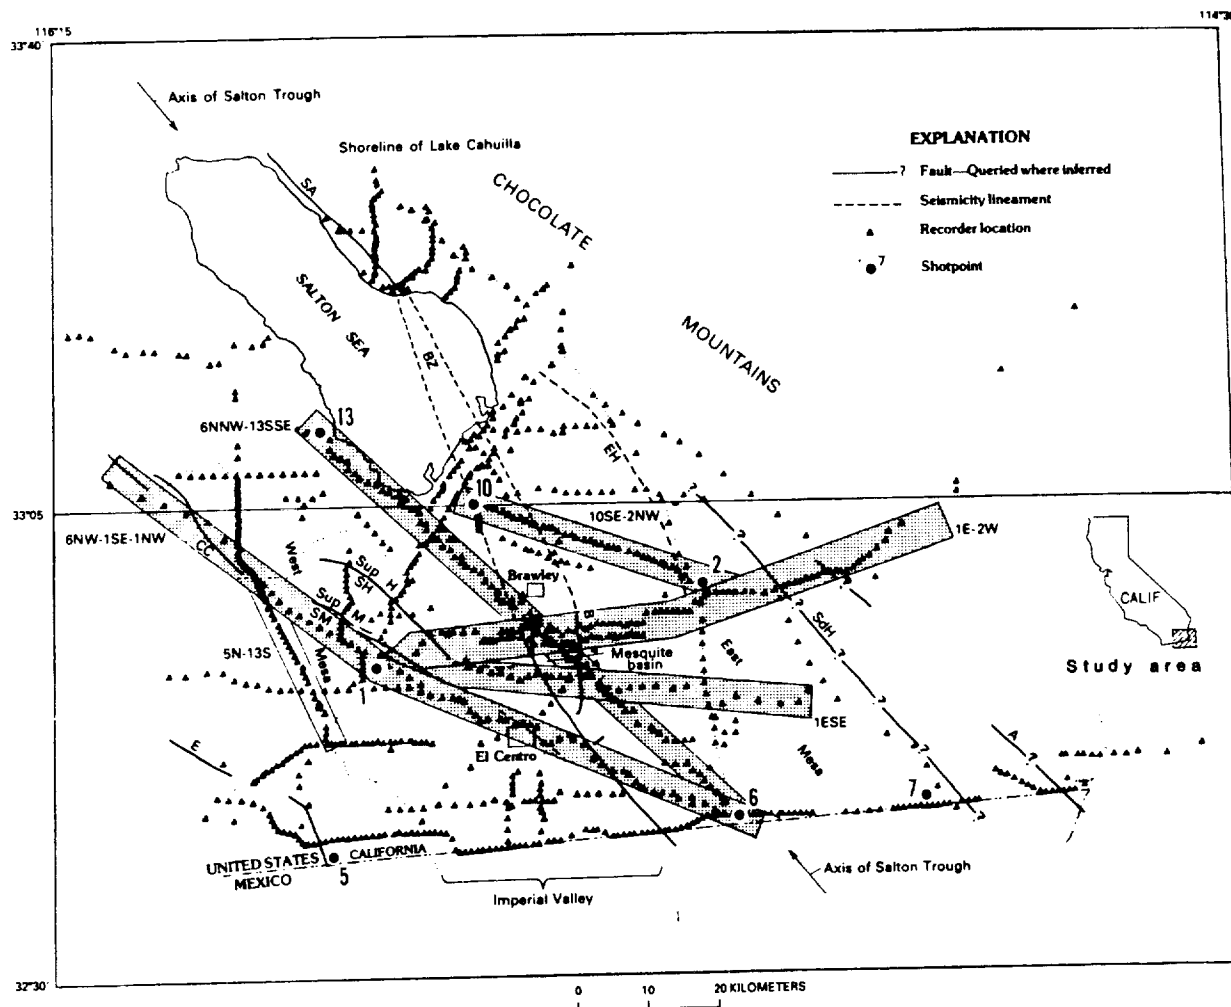 116°15'
33°40'
Axis of Salton Trough
Shoreline of Lake Cahuilla
EXPLANATION
? Fault—Queried where inferred
Seismicity lineament
Recorder location
7 Shotpoint
SA
CHOCOLATE
MOUNTAINS
SALTON SEA
BZ
EH
6NNW-13SSE
13
10
33°05'
10SE-2NW
1E-2W
6NW-1SE-1NW
CC
West
Mesa
Sup H
SH
Sup M
SM
Brawley
B
2
?
?
?
SdH
?
?
?
?
CALIF
Study area
5N-13S
Mesquite
basin
East
Mesa
1ESE
E
El Centro
I
6
7
A
?
?
?
UNITED STATES CALIFORNIA
MEXICO
5
Axis of Salton Trough
Imperial Valley
32°30'
0 10 20 KILOMETERS